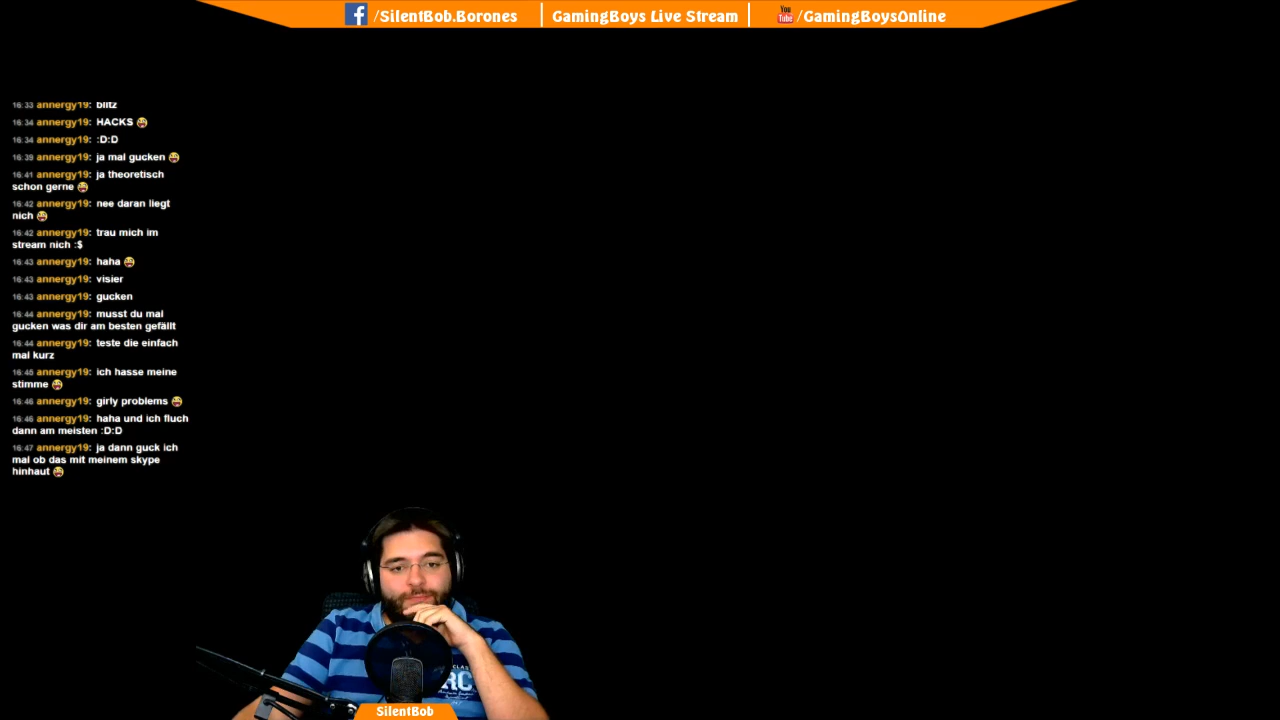 /SilentBob.Borones
GamingBoys Live Stream
You Tube /GamingBoysOnline
16:33 annergy19: blitz
16:34 annergy19: HACKS
16:34 annergy19: :D:D
16:39 annergy19: ja mal gucken
16:41 annergy19: ja theoretisch
schon gerne
16:42 annergy19: nee daran liegt
nich
16:42 annergy19: trau mich im
stream nich :$
16:43 annergy19: haha
16:43 annergy19: visier
16:43 annergy19: gucken
16:44 annergy19: musst du mal
gucken was dir am besten gefällt
16:44 annergy19: teste die einfach
mal kurz
16:45 annergy19: ich hasse meine
stimme
16:46 annergy19: girly problems
16:46 annergy19: haha und ich fluch
dann am meisten :D:D
16:47 annergy19: ja dann guck ich
mal ob das mit meinem skype
hinhaut
SilentBob